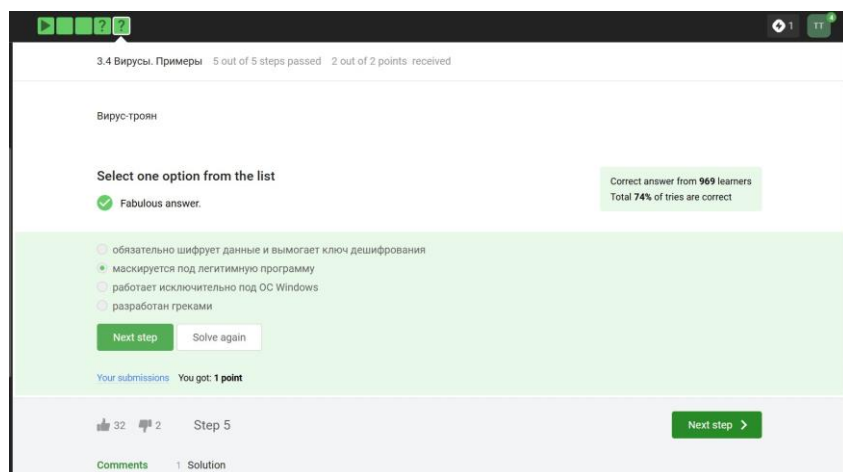 ? ?
1 TT 4
3.4 Вирусы. Примеры 5 out of 5 steps passed 2 out of 2 points received
Вирус-троян
Select one option from the list
Fabulous answer.
Correct answer from 969 learners
Total 74% of tries are correct
обязательно шифрует данные и вымогает ключ дешифрования
маскируется под легитимную программу
работает исключительно под ОС Windows
разработан греками
Next step Solve again
Your submissions You got: 1 point
32 2 Step 5 Next step
Comments 1 Solution